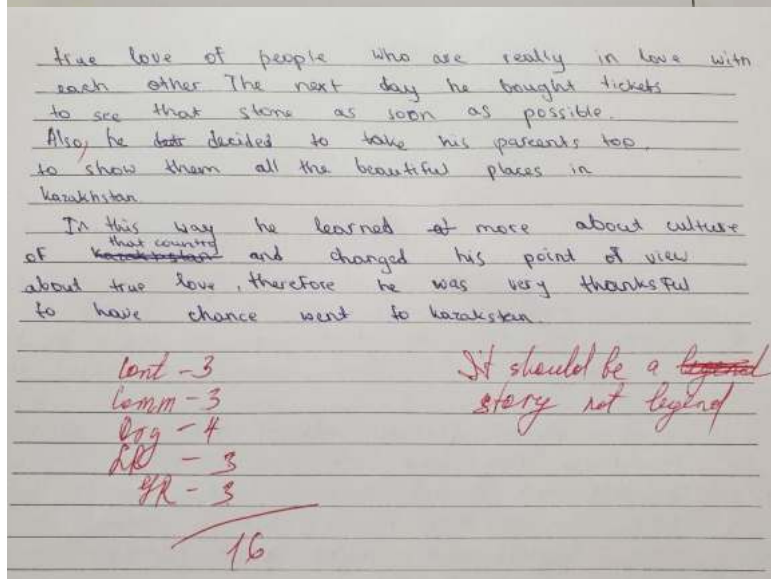 true love of people who are really in love with
each other The next day he bought tickets
to see that stone as soon as possible.
Also, he decided to take his parents too.
to show them all the beautiful places in
kazakhstan
In this way he learned more about culture
that country
of kazakhstan and changed his point of view
about true love, therefore he was very thanksful
to have chance went to kazakstan.
Cont - 3
Comm - 3
Org - 4
LR - 3
GR - 3
16
It should be a legend
story not legend